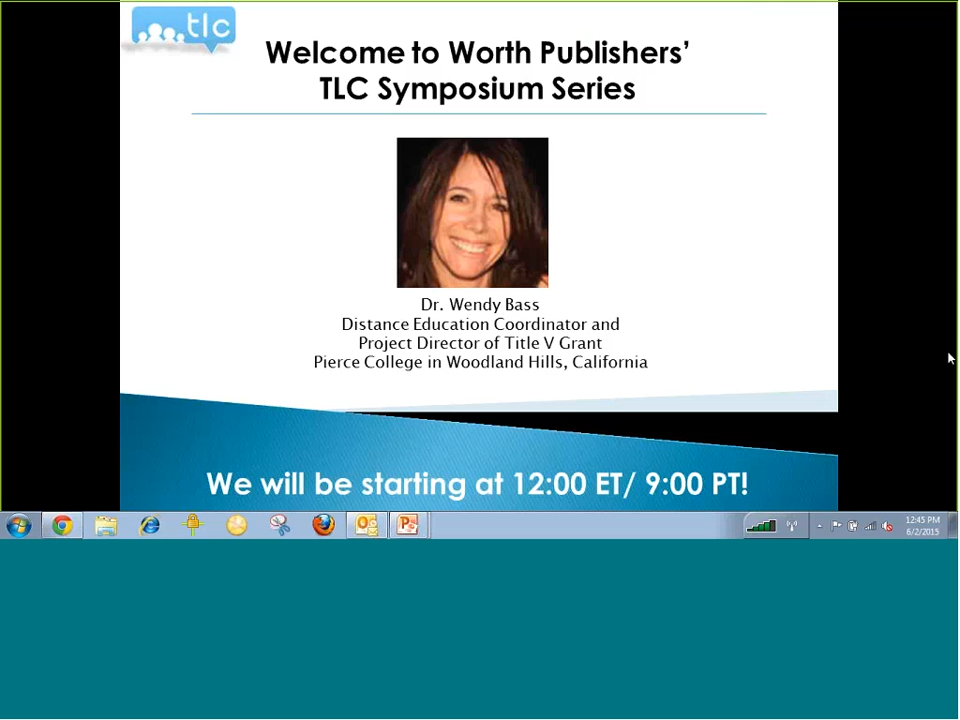 tlc
Welcome to Worth Publishers’
TLC Symposium Series
Dr. Wendy Bass
Distance Education Coordinator and
Project Director of Title V Grant
Pierce College in Woodland Hills, California
We will be starting at 12:00 ET/ 9:00 PT!
12:45 PM
6/2/2015